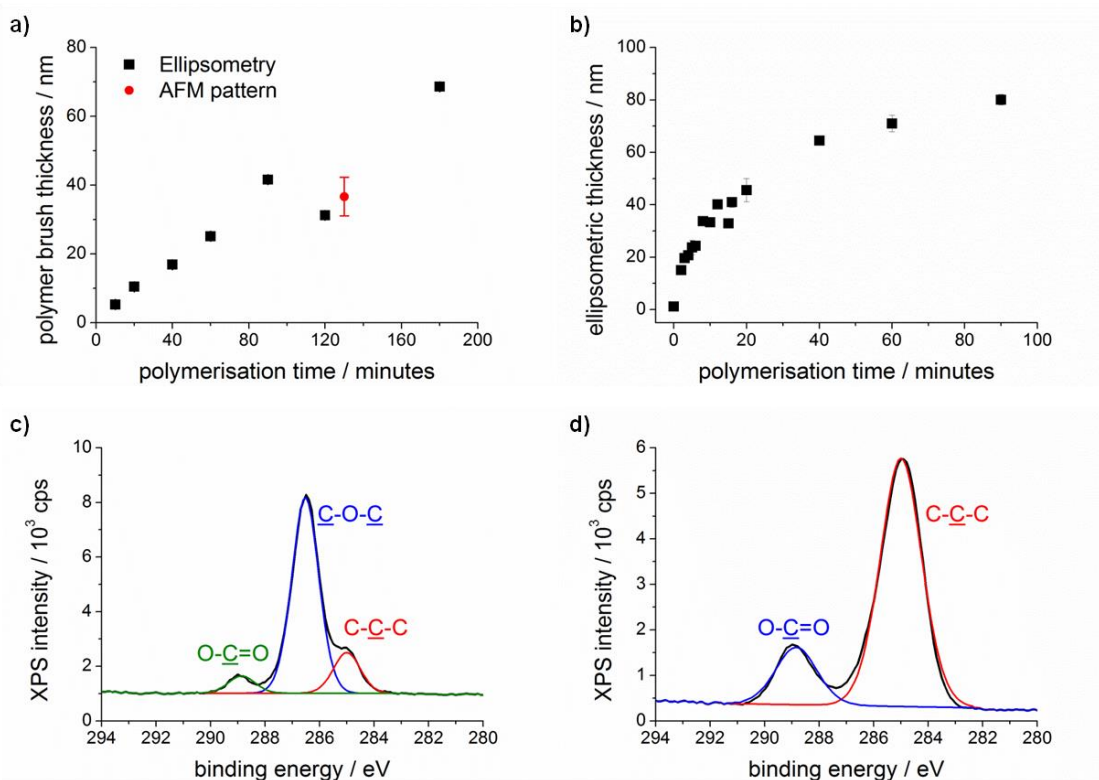 a)
80
60
40
20
0
0 40 80 120 160 200
polymer brush thickness / nm
polymerisation time / minutes
Ellipsometry
AFM pattern
b)
100
80
60
40
20
0
0 20 40 60 80 100
ellipsometric thickness / nm
polymerisation time / minutes
c)
10
8
6
4
2
0
294 292 290 288 286 284 282 280
XPS intensity / 10³ cps
binding energy / eV
C-O-C
C-C-C
O-C=O
d)
6
5
4
3
2
1
0
294 292 290 288 286 284 282 280
XPS intensity / 10³ cps
binding energy / eV
C-C-C
O-C=O